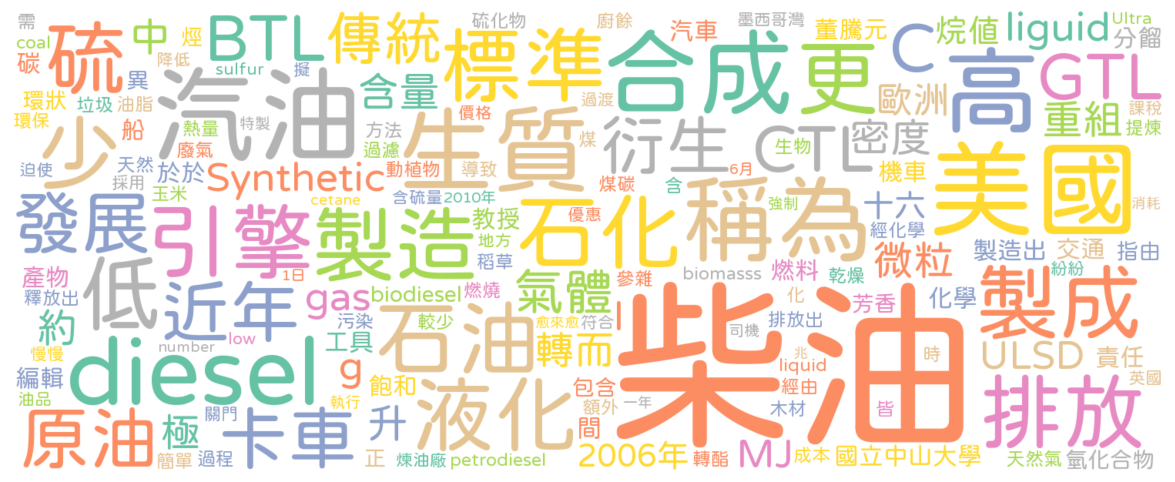 需
硫化物
廚餘
汽車
墨西哥灣
董騰元
Ultra
coal
硫
中
烴
BTL
傳統
標準
合成
更
C
烷值
liguid
分餾
碳
降低
異
sulfur
擬
含量
過渡
高
GTL
環狀
垃圾
油脂
汽油
價格
歐洲
重組
課稅
環保
船
熱量
特製
方法
生質
煤
衍生
CTL
密度
提煉
少
廢氣
過濾
生物
迫使
天然
於於
動植物
導致
6月
機車
美國
採用
玉米
Synthetic
煤碳
含
稱為
含硫量
2010年
cetane
優惠
強制
十六
消耗
發展
引擎
製造
教授
石化
經化學
地方
稻草
製造出
交通
指由
產物
低
1日
氣體
參雜
biomasss
燃料
乾燥
微粒
紛紛
釋放出
近年
gas
biodiesel
燃燒
化
芳香
化學
製成
約
污染
較少
石油
愈來愈
符合
柴油
排放出
number
low
工具
轉而
司機
時
ULSD
責任
慢慢
diesel
g
兆
liquid
編輯
飽和
液化
包含
經由
英國
油品
執行
額外
一年
木材
皆
排放
原油
極
關門
卡車
升
間
簡單
過程
正
煉油廠
petrodiesel
2006年
轉酯
MJ
成本
國立中山大學
天然氣
氫化合物